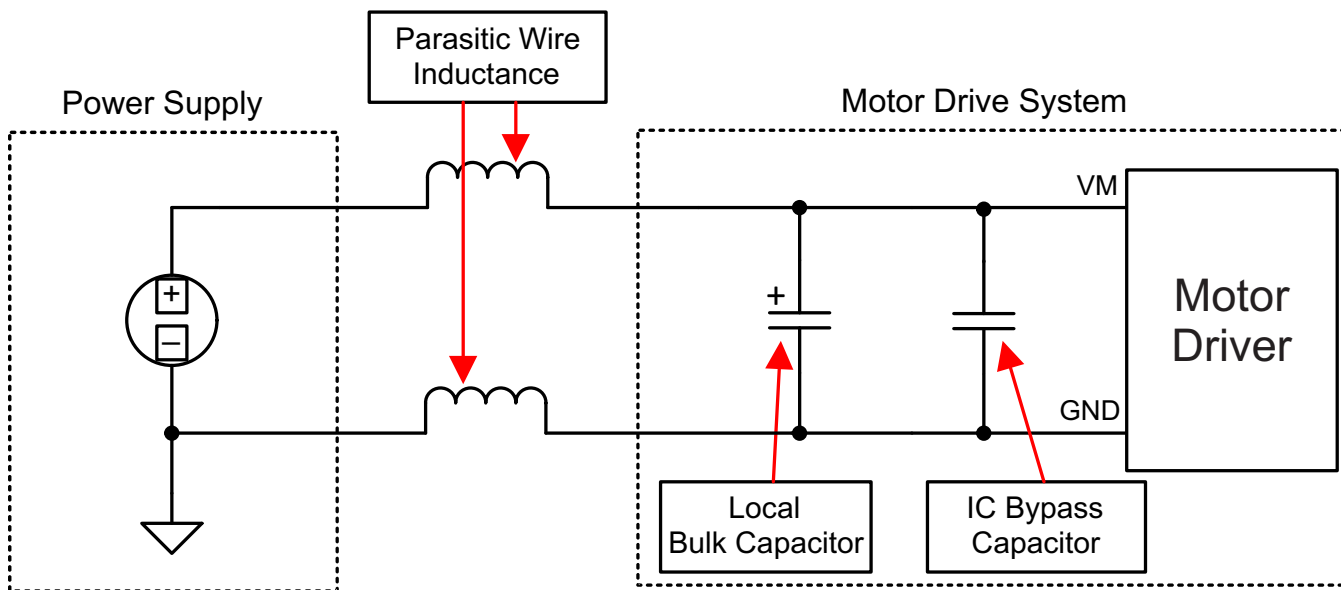 Parasitic Wire
Inductance
Power Supply
Motor Drive System
VM
+
+
Motor
Driver
–
GND
Local
Bulk Capacitor
IC Bypass
Capacitor